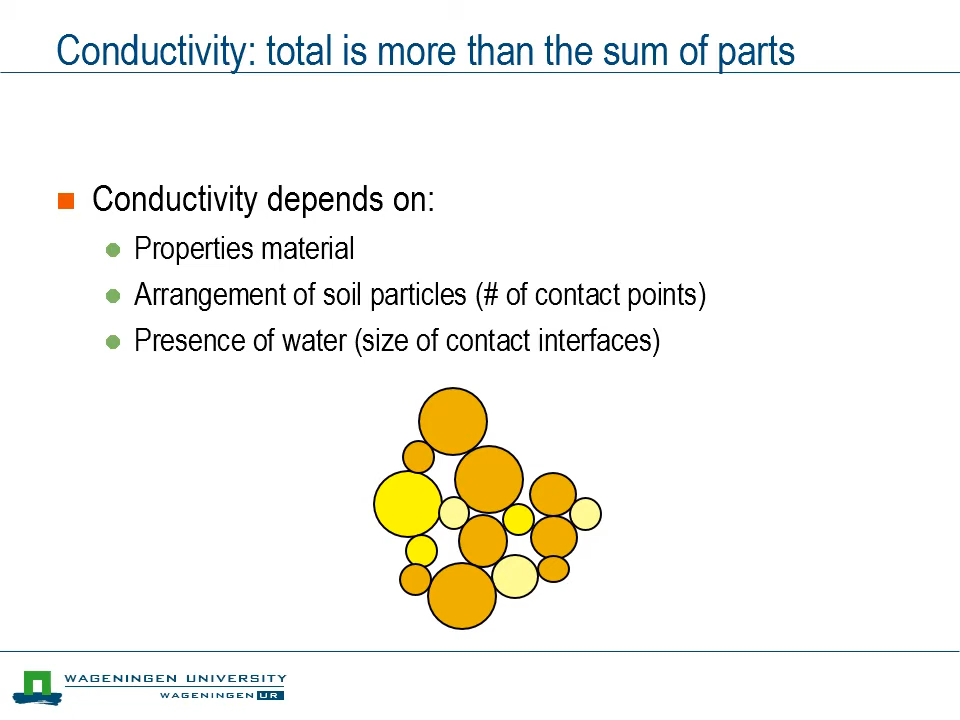 Conductivity: total is more than the sum of parts
Conductivity depends on:
Properties material
Arrangement of soil particles (# of contact points)
Presence of water (size of contact interfaces)
WAGENINGEN UNIVERSITY
WAGENINGEN UR